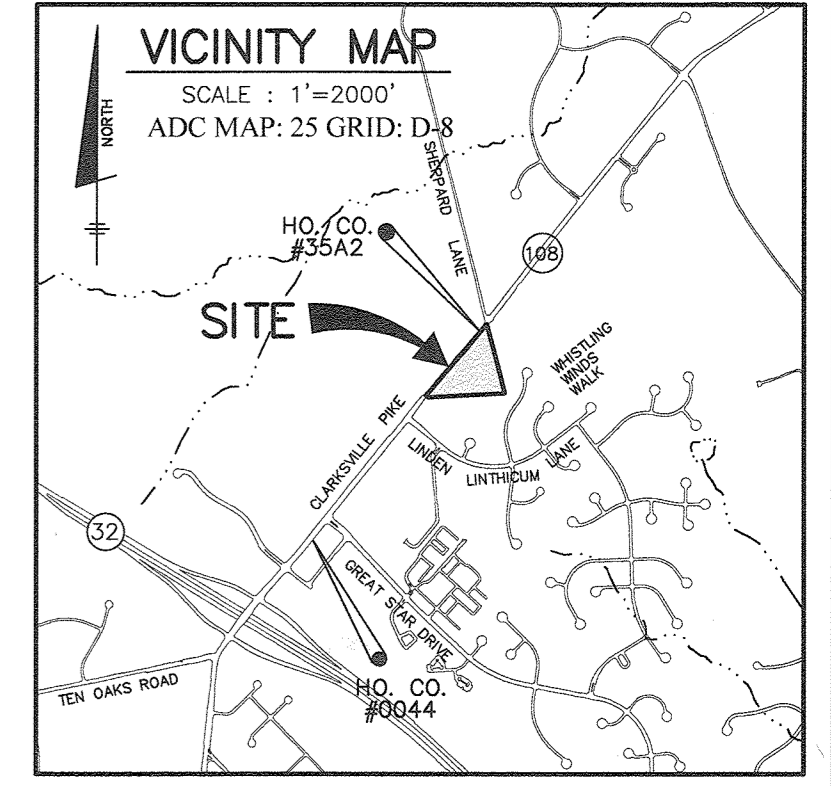 VICINITY MAP
SCALE : 1'=2000'
ADC MAP: 25 GRID: D-8
NORTH
SHERPARD
LANE
HO. CO.
#35A2
108
SITE
WHISTLING
WINDS
WALK
CLARKSVILLE PIKE
LINDEN
LINTHICUM
LANE
32
GREAT STAR DRIVE
TEN OAKS ROAD
HO. CO.
#0044